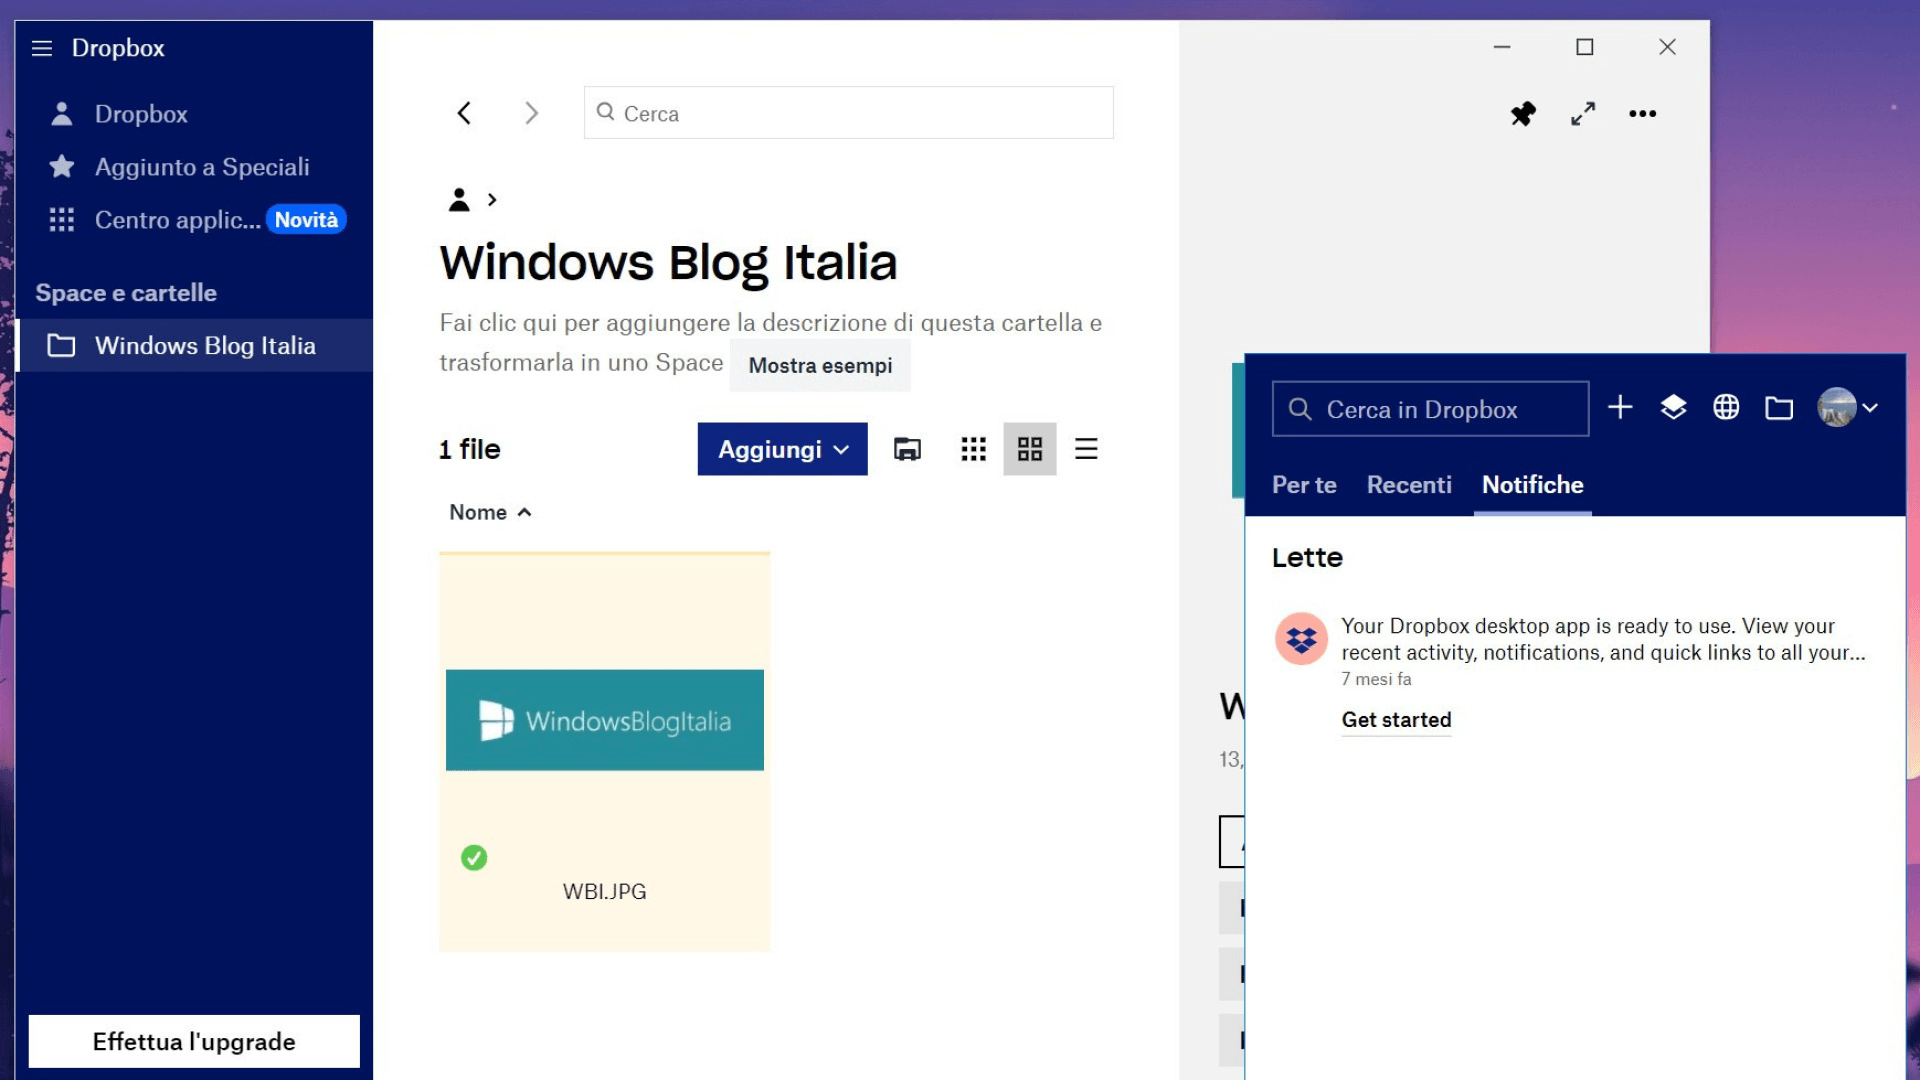 Dropbox
Dropbox
Aggiunto a Speciali
Centro applic... Novità
Space e cartelle
Windows Blog Italia
Effettua l'upgrade
Cerca
Windows Blog Italia
Fai clic qui per aggiungere la descrizione di questa cartella e
trasformarla in uno Space Mostra esempi
1 file
Aggiungi
Nome
WindowsBlogItalia
WBI.JPG
W
13,
Cerca in Dropbox
Per te Recenti Notifiche
Lette
Your Dropbox desktop app is ready to use. View your
recent activity, notifications, and quick links to all your...
7 mesi fa
Get started